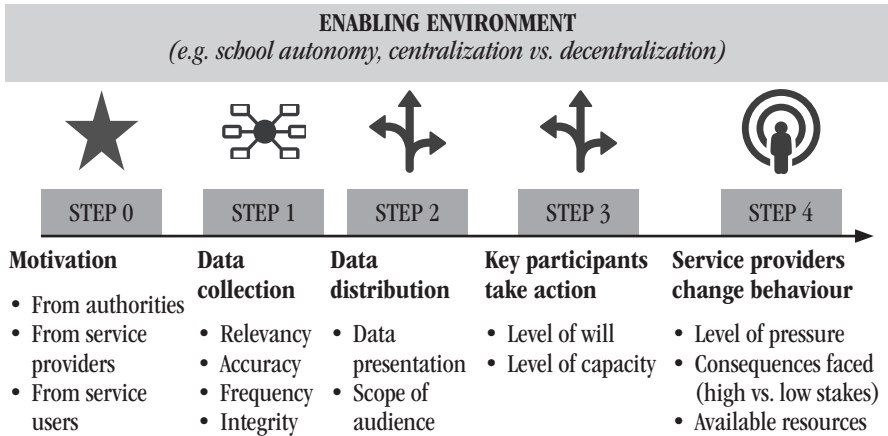 ENABLING ENVIRONMENT
(e.g. school autonomy, centralization vs. decentralization)
STEP 0
STEP 1
STEP 2
STEP 3
STEP 4
Motivation
• From authorities
• From service
providers
• From service
users
Data
collection
• Relevancy
• Accuracy
• Frequency
• Integrity
Data
distribution
• Data
presentation
• Scope of
audience
Key participants
take action
• Level of will
• Level of capacity
Service providers
change behaviour
• Level of pressure
• Consequences faced
(high vs. low stakes)
• Available resources